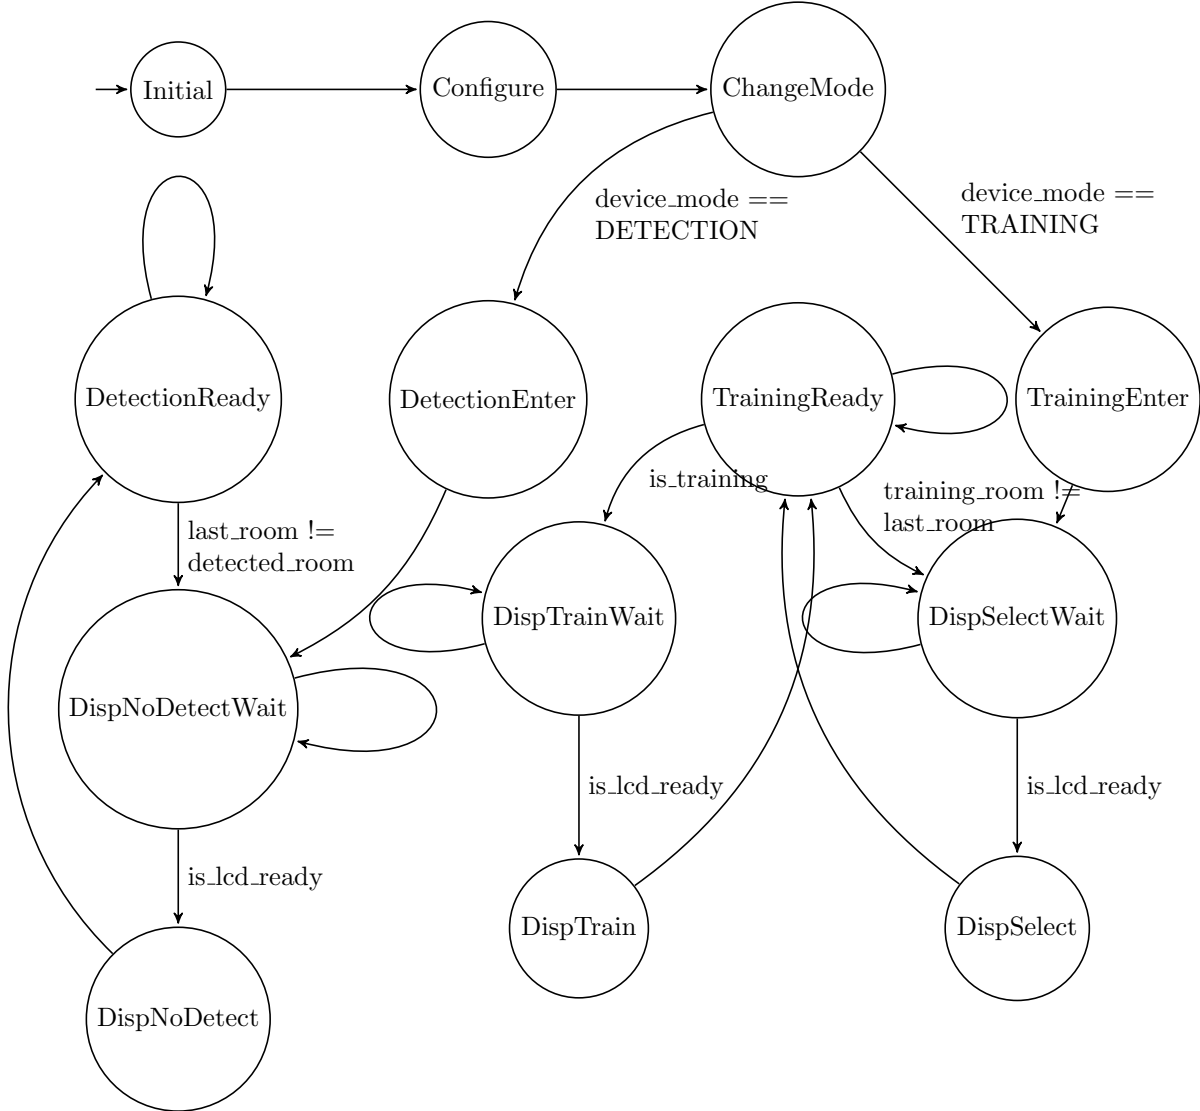 Initial
Configure
ChangeMode
device_mode ==
DETECTION
device_mode ==
TRAINING
DetectionReady
DetectionEnter
TrainingReady
TrainingEnter
is_training
training_room !=
last_room
last_room !=
detected_room
DispTrainWait
DispSelectWait
DispNoDetectWait
is_lcd_ready
is_lcd_ready
is_lcd_ready
DispTrain
DispSelect
DispNoDetect